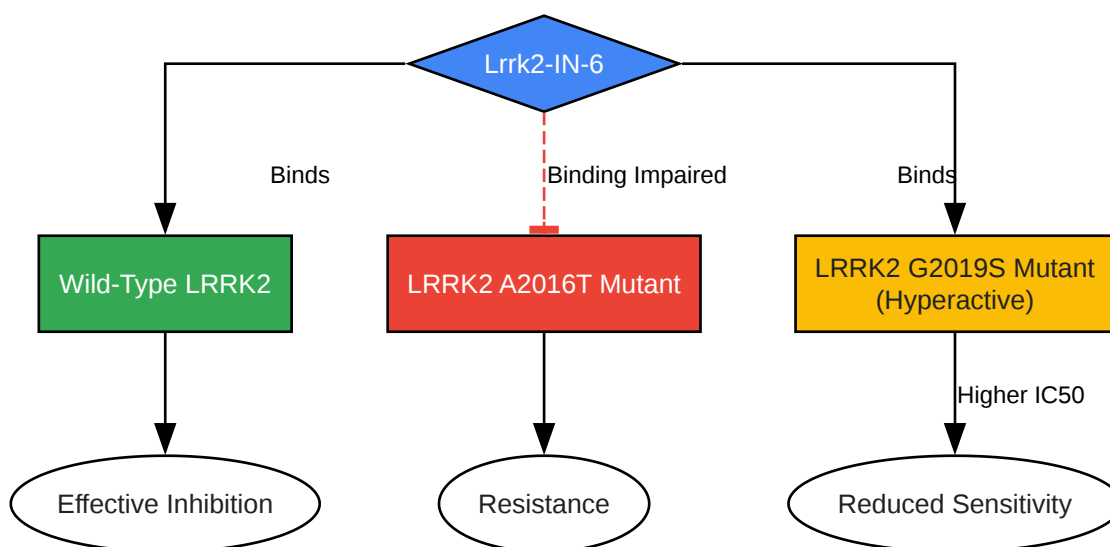 Lrrk2-IN-6
Binds
Binding Impaired
Binds
Wild-Type LRRK2
LRRK2 A2016T Mutant
LRRK2 G2019S Mutant
(Hyperactive)
Higher IC50
Effective Inhibition
Resistance
Reduced Sensitivity